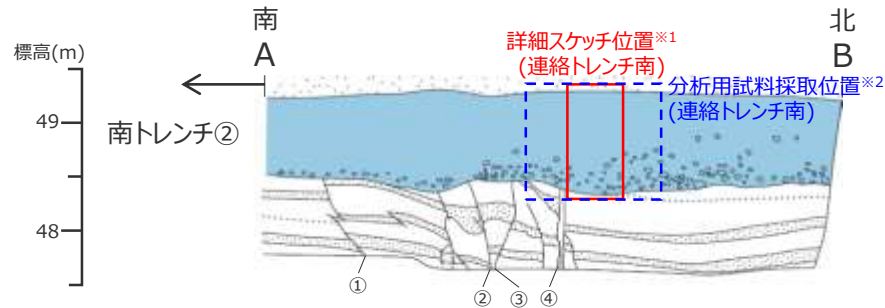 南
A
北
B
標高(m)
詳細スケッチ位置※1
(連絡トレンチ南)
分析用試料採取位置※2
(連絡トレンチ南)
南トレンチ②
49
48
①
②
③
④